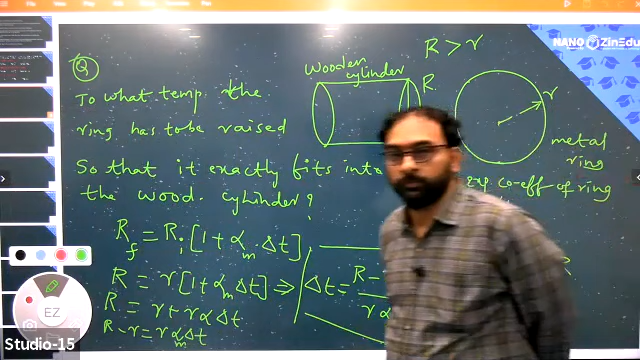 Q
To what temp. the
ring has to be raised
So that it exactly fits into
the wood. cylinder?
Wooden
cylinder
R
R > r
r
metal
ring
exp co-eff of ring
R_f = R_i [1 + α_m . Δt]
R = r [1 + α_m Δt] ⇒ Δt = R -
r α
R = r + r α Δt
R - r = r α_m Δt
R
NANO ZinEdu
EZ
Studio-15